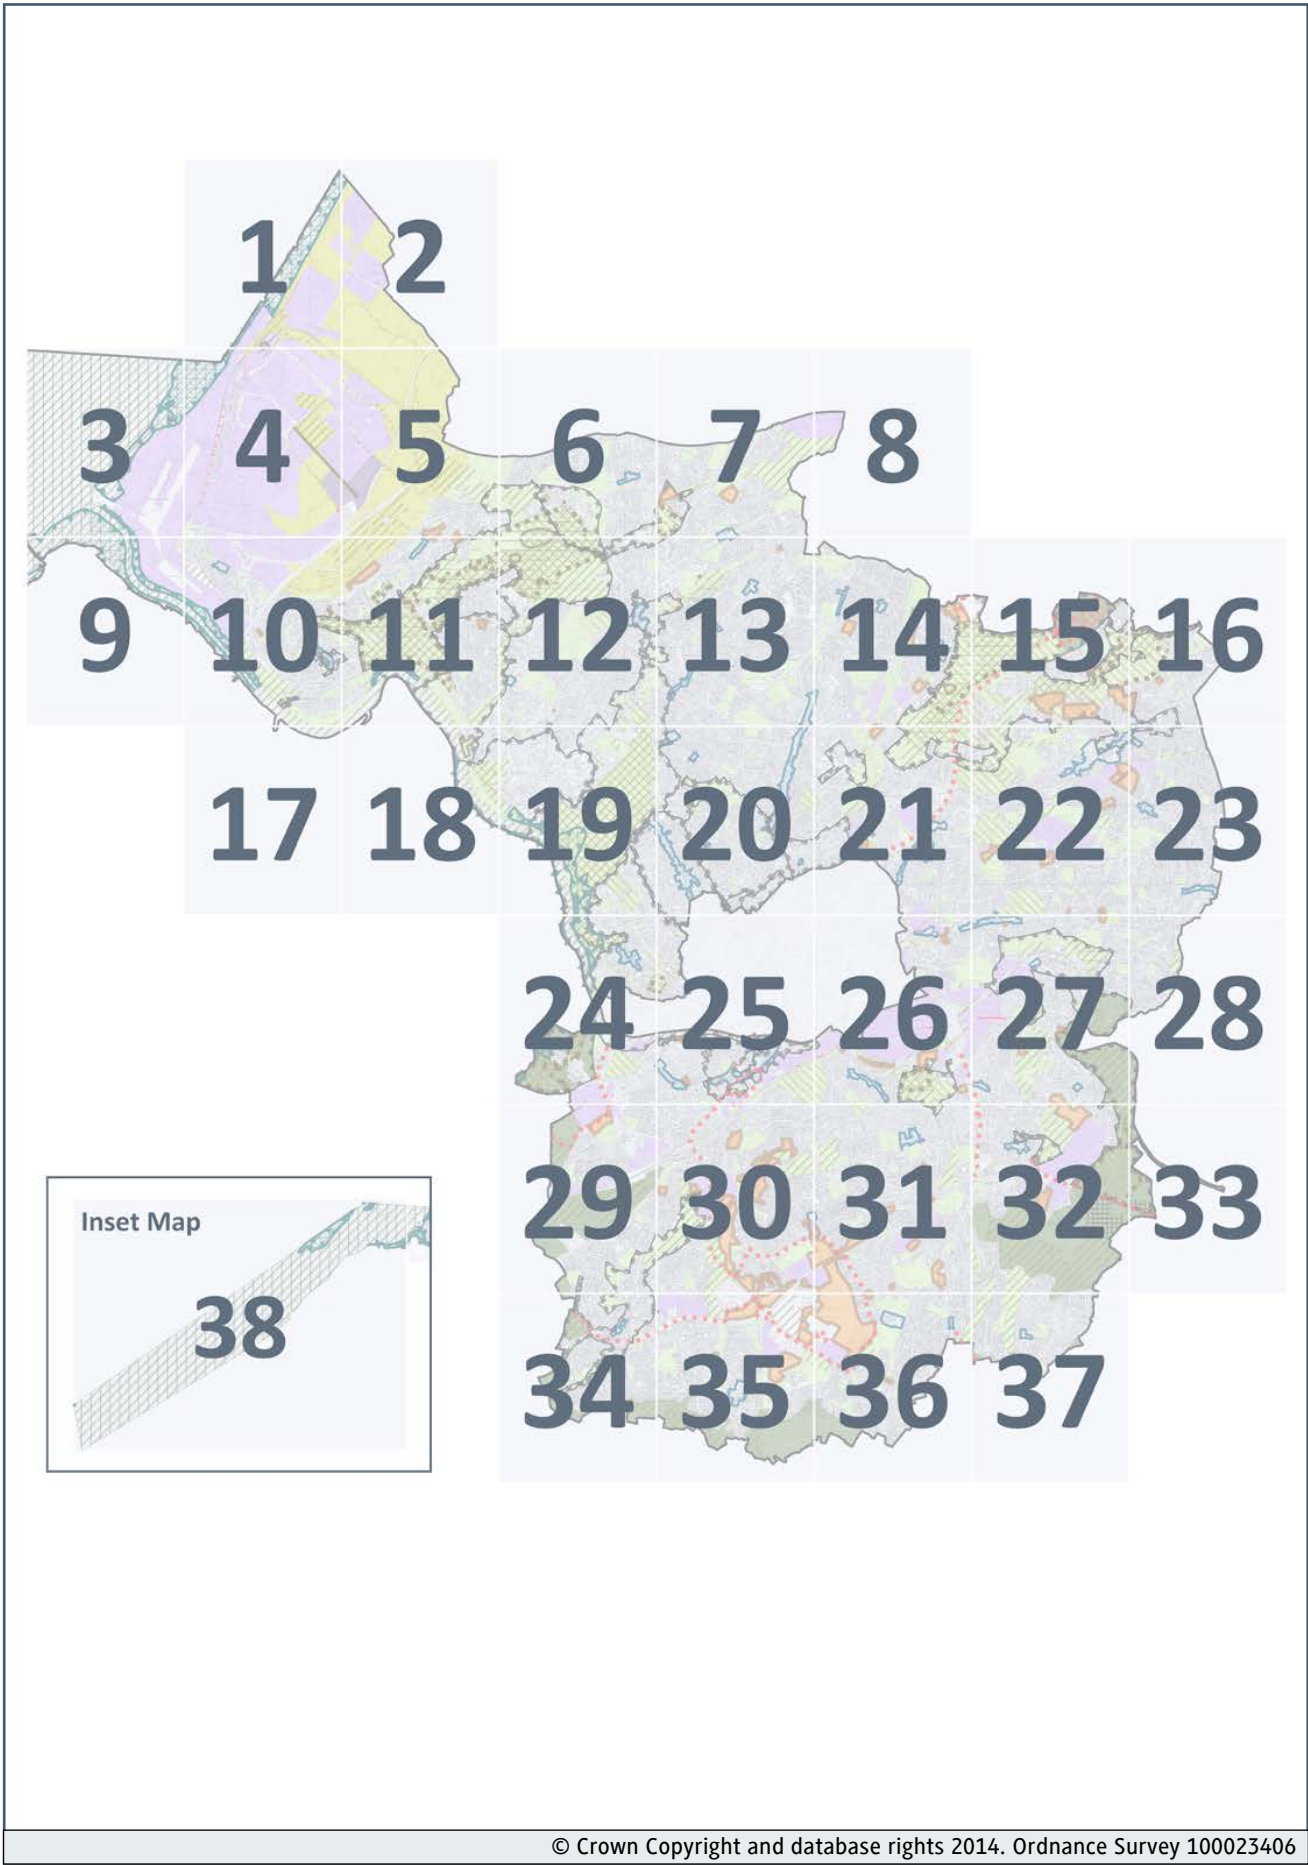 1 2
3 4 5 6 7 8
9 10 11 12 13 14 15 16
17 18 19 20 21 22 23
24 25 26 27 28
29 30 31 32 33
Inset Map
38
34 35 36 37
© Crown Copyright and database rights 2014. Ordnance Survey 100023406